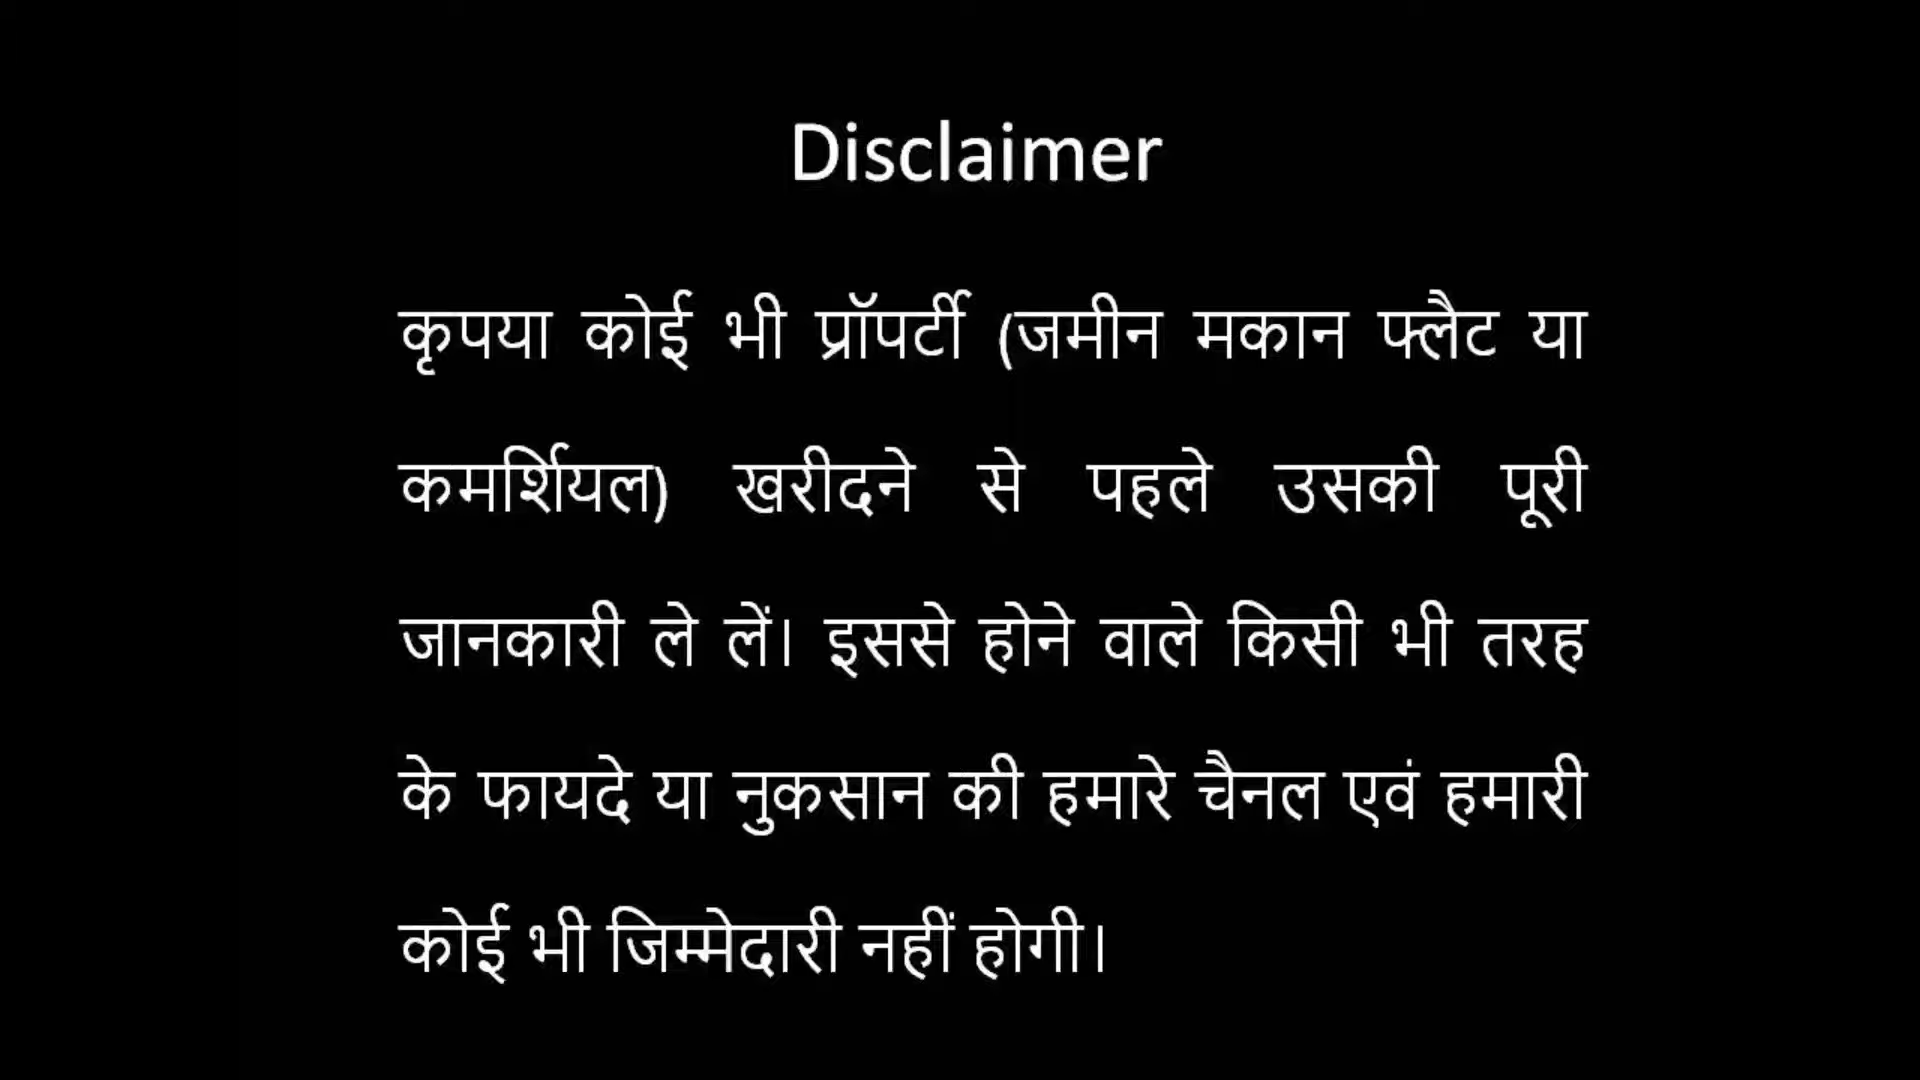 Disclaimer
कृपया कोई भी प्रॉपर्टी (जमीन मकान फ्लैट या
कमर्शियल) खरीदने से पहले उसकी पूरी
जानकारी ले लें। इससे होने वाले किसी भी तरह
के फायदे या नुकसान की हमारे चैनल एवं हमारी
कोई भी जिम्मेदारी नहीं होगी।